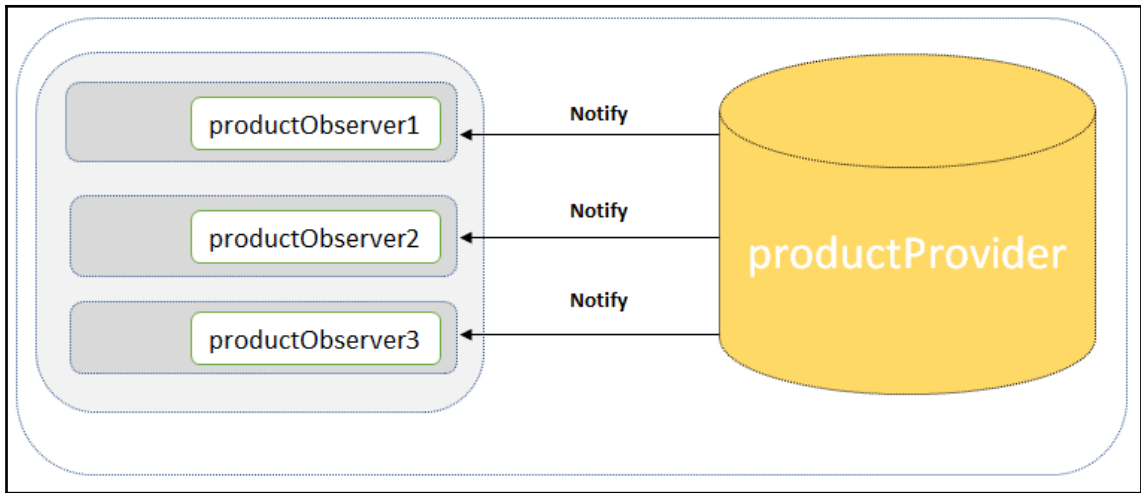 productObserver1
Notify
productObserver2
Notify
productProvider
productObserver3
Notify